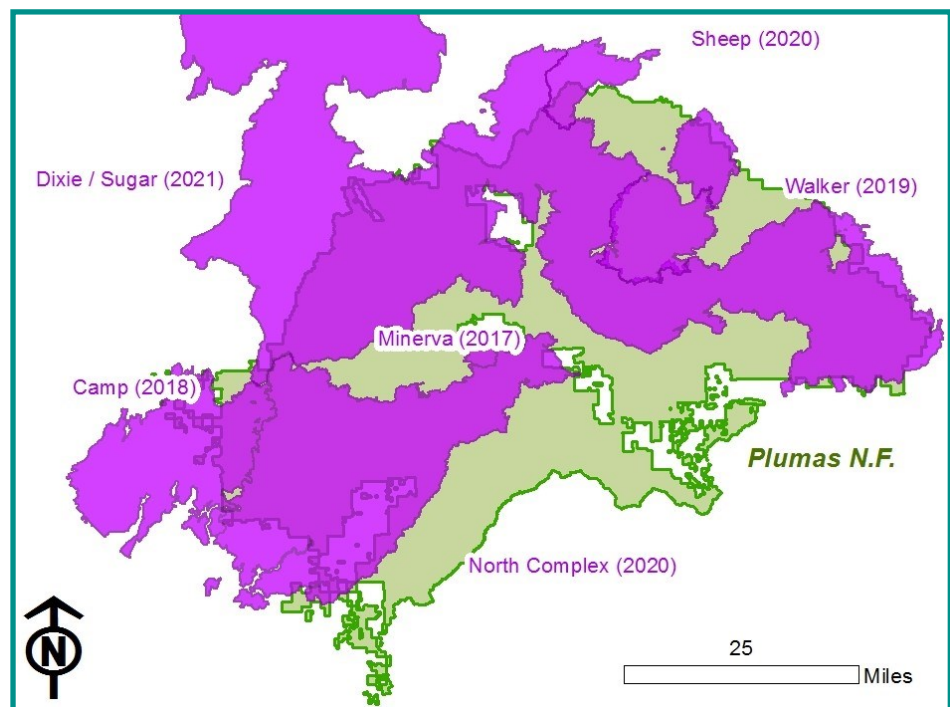 Sheep (2020)
Dixie / Sugar (2021)
Walker (2019)
Minerva (2017)
Camp (2018)
Plumas N.F.
North Complex (2020)
N
25
Miles